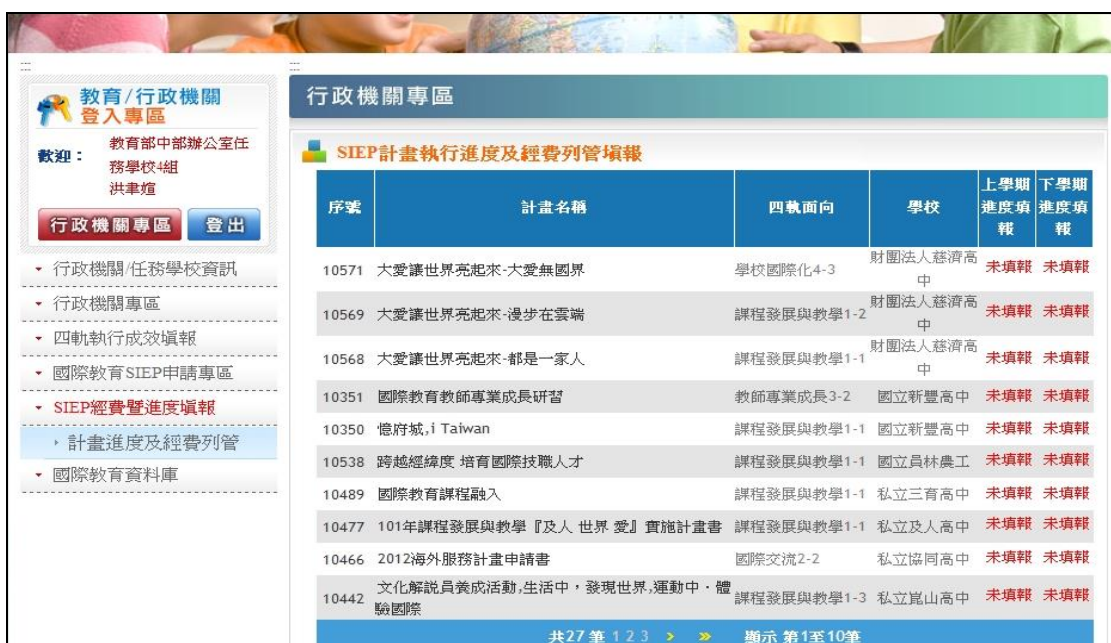 教育/行政機關
登入專區
歡迎：
教育部中部辦公室任
務學校4組
洪聿媗
行政機關專區 登出
行政機關/任務學校資訊
行政機關專區
四軌執行成效填報
國際教育SIEP申請專區
SIEP經費暨進度填報
計畫進度及經費列管
國際教育資料庫
行政機關專區
SIEP計畫執行進度及經費列管填報
序號 計畫名稱 四軌面向 學校 上學期進度填報 下學期進度填報
10571 大愛讓世界亮起來-大愛無國界 學校國際化4-3 財團法人慈濟高中 未填報 未填報
10569 大愛讓世界亮起來-漫步在雲端 課程發展與教學1-2 財團法人慈濟高中 未填報 未填報
10568 大愛讓世界亮起來-都是一家人 課程發展與教學1-1 財團法人慈濟高中 未填報 未填報
10351 國際教育教師專業成長研習 教師專業成長3-2 國立新豐高中 未填報 未填報
10350 憶府城,i Taiwan 課程發展與教學1-1 國立新豐高中 未填報 未填報
10538 跨越經緯度 培育國際技職人才 課程發展與教學1-1 國立員林農工 未填報 未填報
10489 國際教育課程融入 課程發展與教學1-1 私立三育高中 未填報 未填報
10477 101年課程發展與教學『及人 世界 愛』實施計畫書 課程發展與教學1-1 私立及人高中 未填報 未填報
10466 2012海外服務計畫申請書 國際交流2-2 私立協同高中 未填報 未填報
10442 文化解說員養成活動,生活中，發現世界,運動中．體驗國際 課程發展與教學1-3 私立崑山高中 未填報 未填報
共27 筆 1 2 3 > » 顯示 第1至10筆